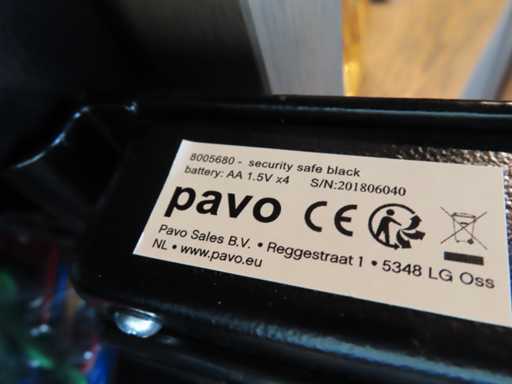 8005680 - security safe black
battery: AA 1.5V x4 S/N:201806040
pavo CE
Pavo Sales B.V. • Reggestraat 1 • 5348 LG Oss
NL • www.pavo.eu